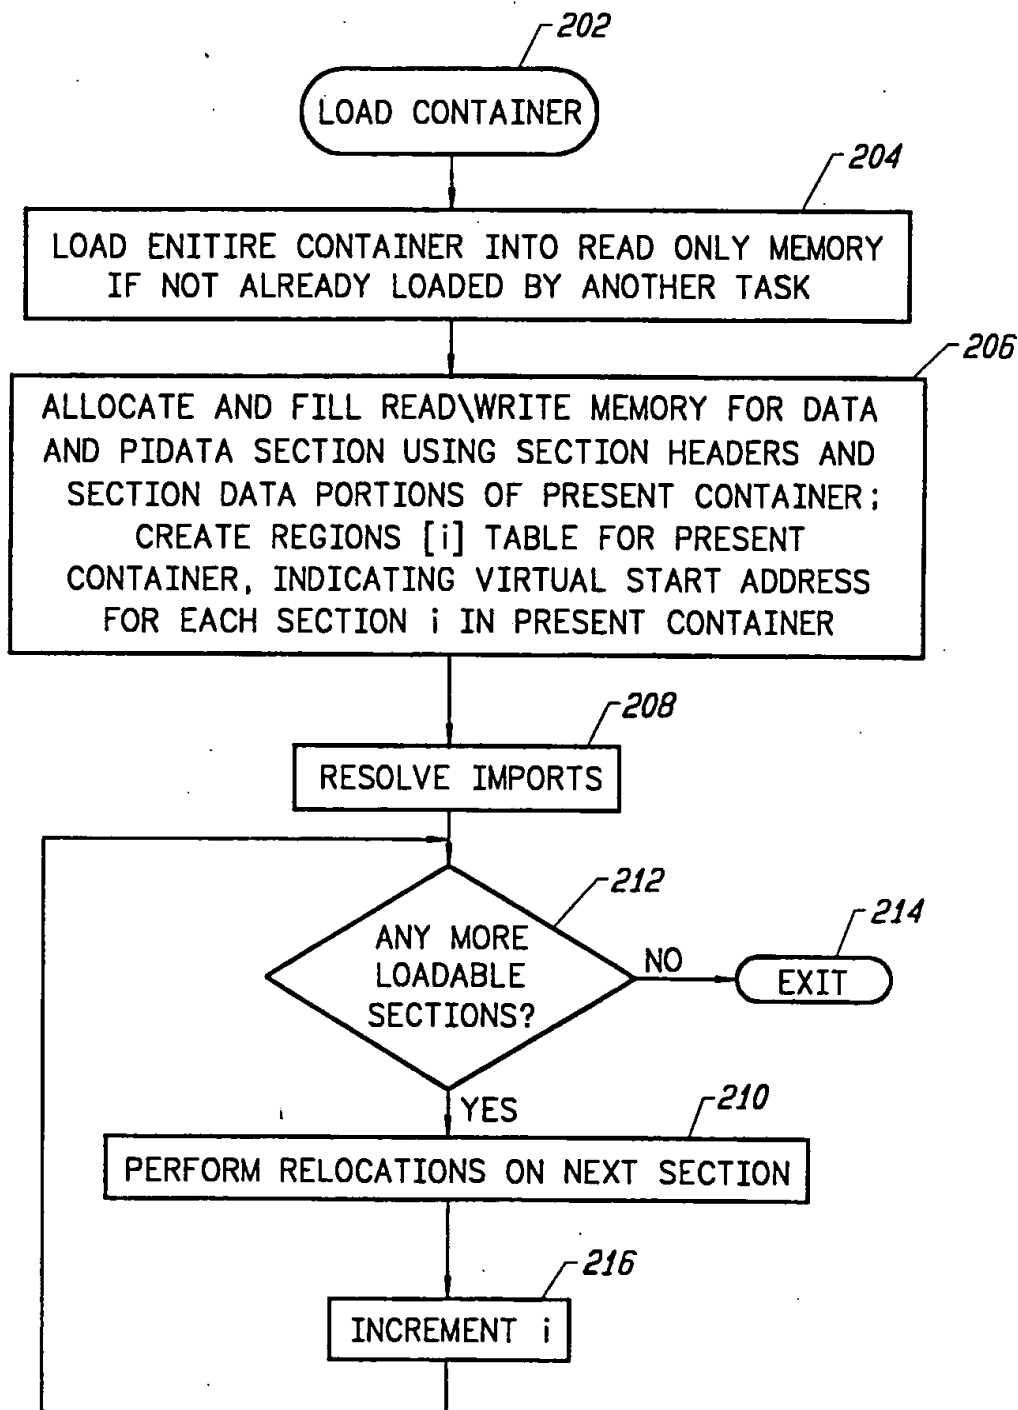 202
LOAD CONTAINER
204
LOAD ENITIRE CONTAINER INTO READ ONLY MEMORY
IF NOT ALREADY LOADED BY ANOTHER TASK
206
ALLOCATE AND FILL READ\WRITE MEMORY FOR DATA
AND PIDATA SECTION USING SECTION HEADERS AND
SECTION DATA PORTIONS OF PRESENT CONTAINER;
CREATE REGIONS [i] TABLE FOR PRESENT
CONTAINER, INDICATING VIRTUAL START ADDRESS
FOR EACH SECTION i IN PRESENT CONTAINER
208
RESOLVE IMPORTS
212
ANY MORE
LOADABLE
SECTIONS?
NO
214
EXIT
YES
210
PERFORM RELOCATIONS ON NEXT SECTION
216
INCREMENT i